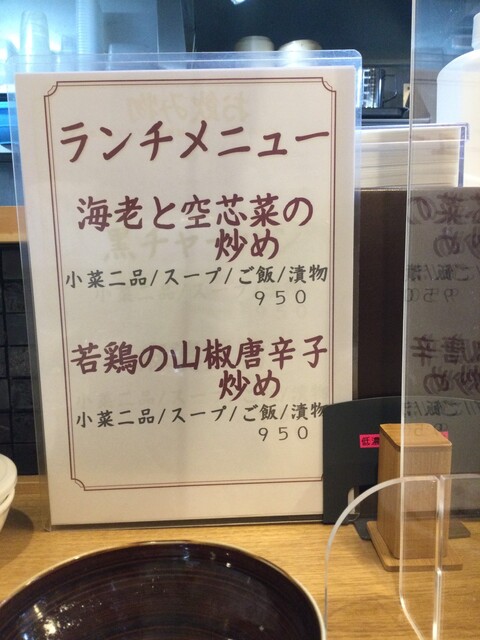 ランチメニュー
海老と空芯菜の
炒め
小菜二品/スープ/ご飯/漬物
950
若鶏の山椒唐辛子
炒め
小菜二品/スープ/ご飯/漬物
950